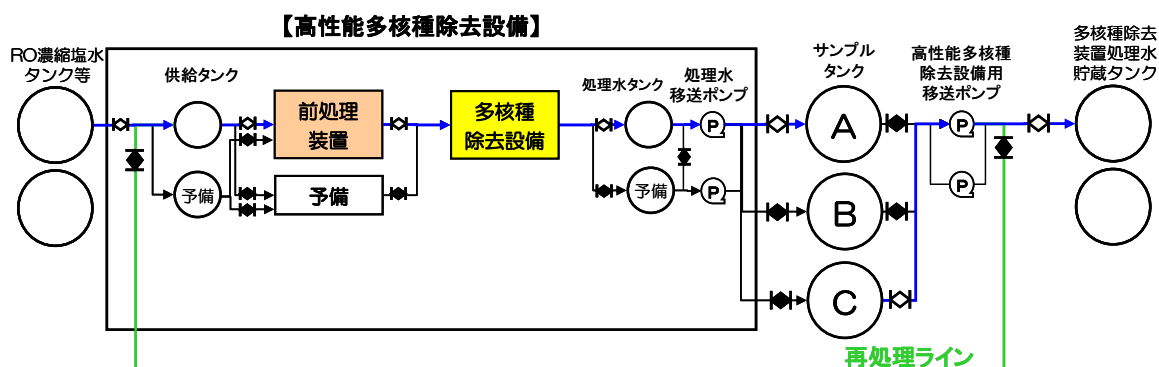 【高性能多核種除去設備】
RO濃縮塩水
タンク等
供給タンク
予備
前処理
装置
予備
多核種
除去設備
処理水タンク
予備
処理水
移送ポンプ
P
P
サンプル
タンク
A
B
C
高性能多核種
除去設備用
移送ポンプ
P
P
多核種除去
装置処理水
貯蔵タンク
再処理ライン